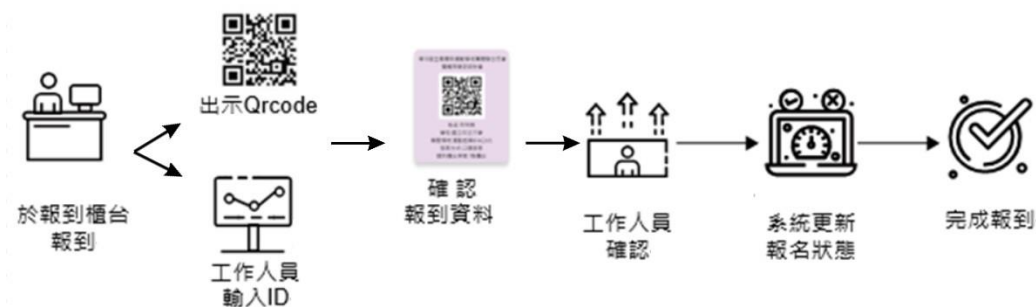 於報到櫃台
報到
出示Qrcode
工作人員
輸入ID
確 認
報到資料
工作人員
確認
系統更新
報名狀態
完成報到